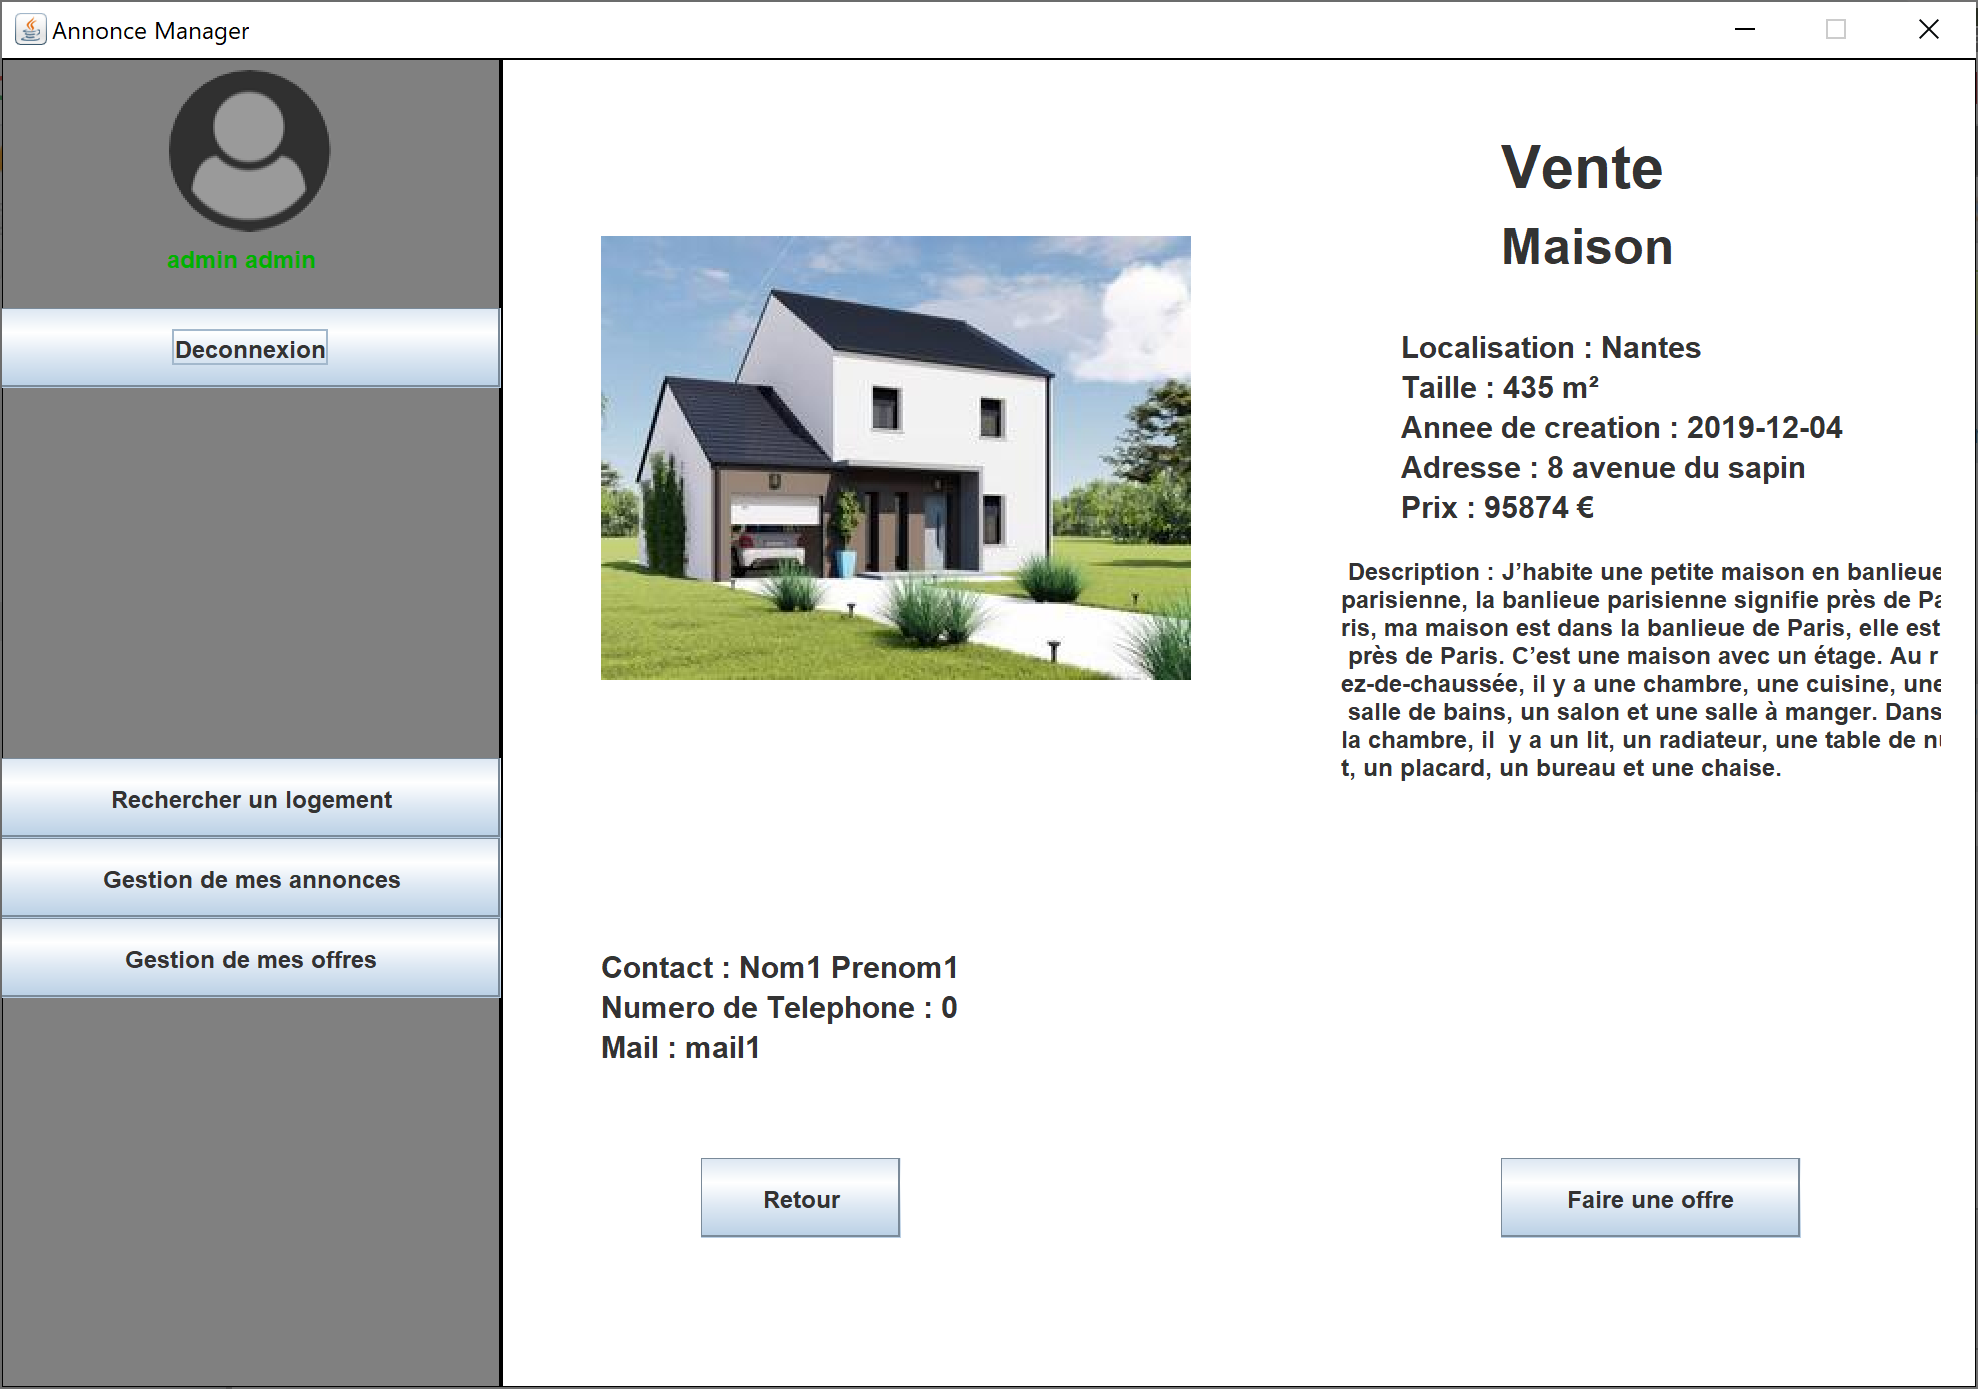 Annonce Manager
admin admin
Deconnexion
Rechercher un logement
Gestion de mes annonces
Gestion de mes offres
Vente
Maison
Localisation : Nantes
Taille : 435 m²
Annee de creation : 2019-12-04
Adresse : 8 avenue du sapin
Prix : 95874 €
Description : J’habite une petite maison en banlieue
parisienne, la banlieue parisienne signifie près de Pa
ris, ma maison est dans la banlieue de Paris, elle est
près de Paris. C’est une maison avec un étage. Au r
ez-de-chaussée, il y a une chambre, une cuisine, une
salle de bains, un salon et une salle à manger. Dans
la chambre, il  y a un lit, un radiateur, une table de
t, un placard, un bureau et une chaise.
Contact : Nom1 Prenom1
Numero de Telephone : 0
Mail : mail1
Retour
Faire une offre